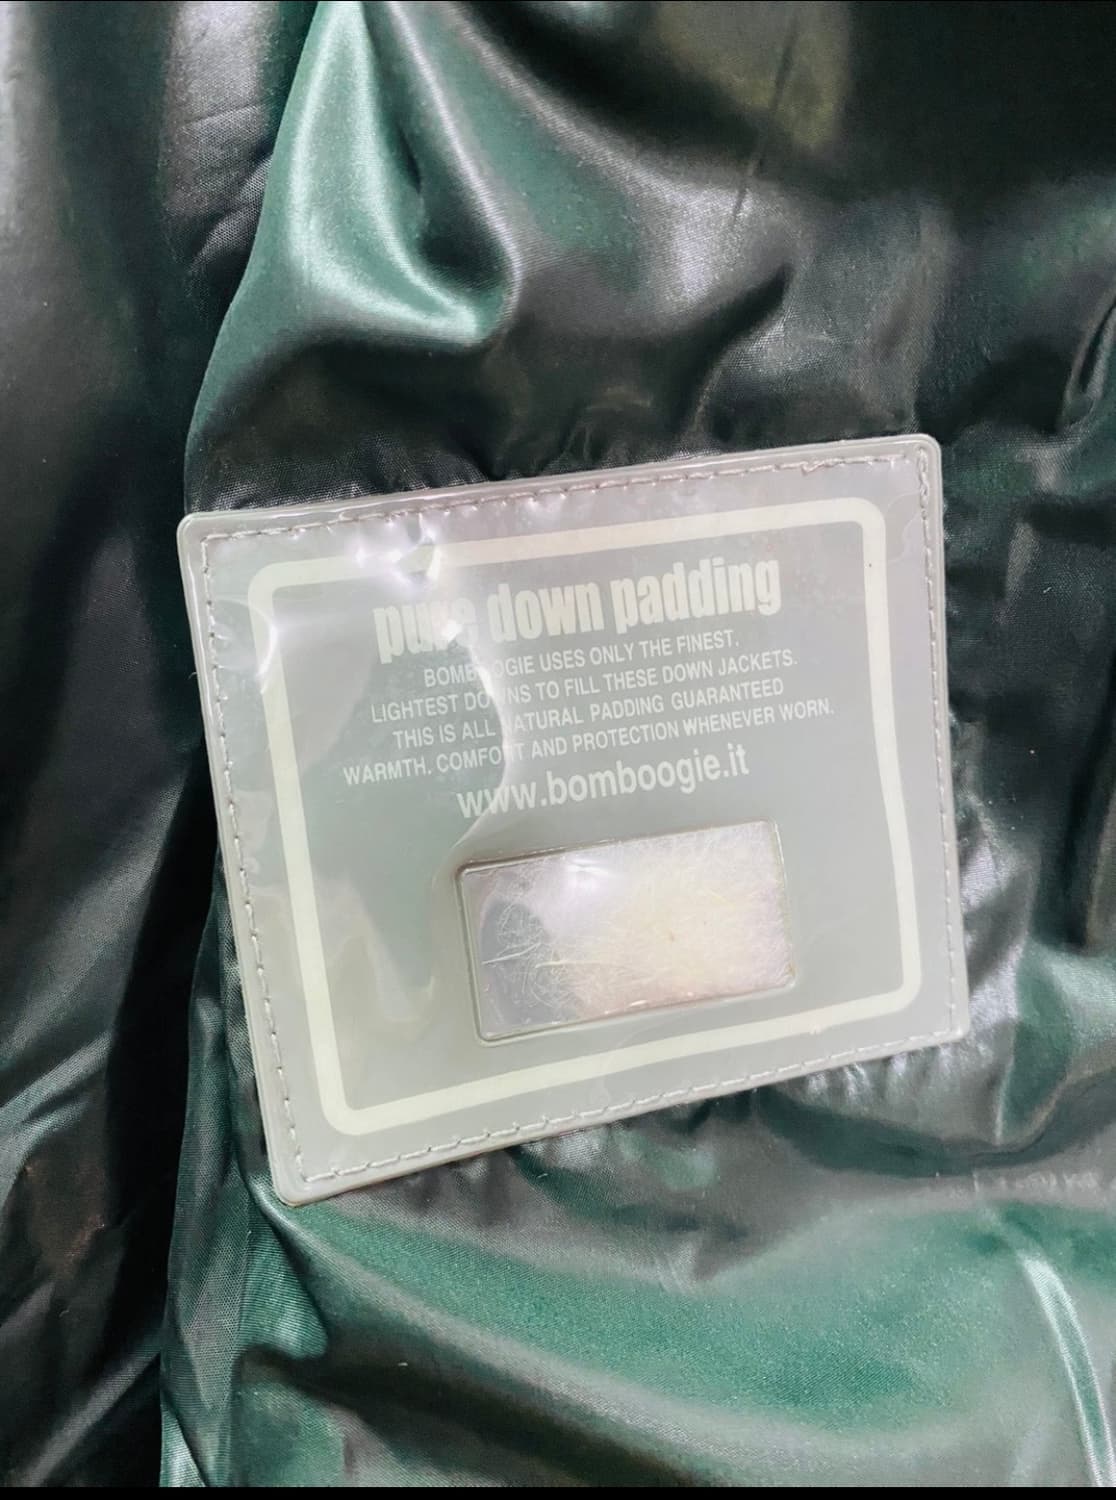 pure down padding
BOMBOOGIE USES ONLY THE FINEST.
LIGHTEST DOWNS TO FILL THESE DOWN JACKETS.
THIS IS ALL NATURAL PADDING GUARANTEED
WARMTH. COMFORT AND PROTECTION WHENEVER WORN.
www.bomboogie.it